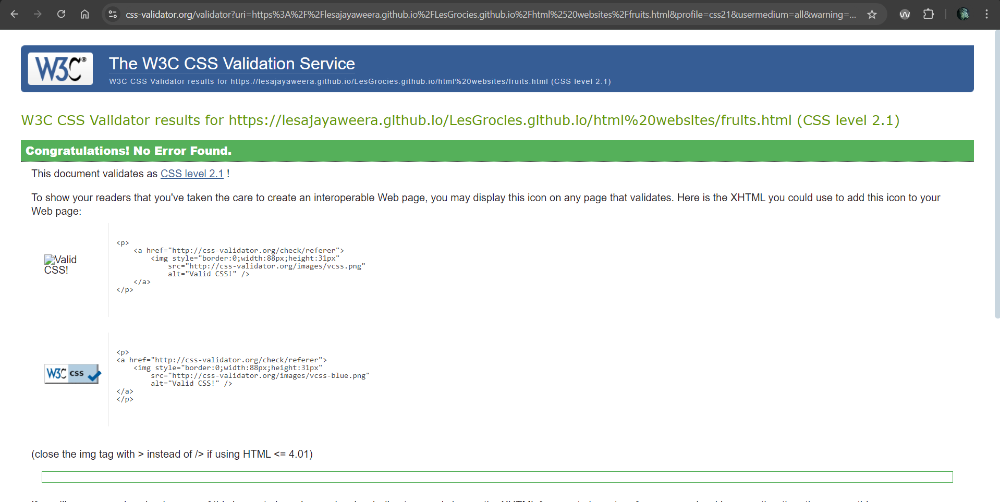 css-validator.org/validator?uri=https%3A%2F%2Flesajayaweera.github.io%2FLesGrocies.github.io%2Fhtml%2520websites%2Ffruits.html&profile=css21&usermedium=all&warning=...
W3C®
The W3C CSS Validation Service
W3C CSS Validator results for https://lesajayaweera.github.io/LesGrocies.github.io/html%20websites/fruits.html (CSS level 2.1)
W3C CSS Validator results for https://lesajayaweera.github.io/LesGrocies.github.io/html%20websites/fruits.html (CSS level 2.1)
Congratulations! No Error Found.
This document validates as CSS level 2.1 !
To show your readers that you've taken the care to create an interoperable Web page, you may display this icon on any page that validates. Here is the XHTML you could use to add this icon to your
Web page:
Valid
CSS!
<p>
<a href="http://css-validator.org/check/referer">
<img style="border:0;width:88px;height:31px"
src="http://css-validator.org/images/vcss.png"
alt="Valid CSS!" />
</a>
</p>
W3C css
<p>
<a href="http://css-validator.org/check/referer">
<img style="border:0;width:88px;height:31px"
src="http://css-validator.org/images/vcss-blue.png"
alt="Valid CSS!" />
</a>
</p>
(close the img tag with > instead of /> if using HTML <= 4.01)